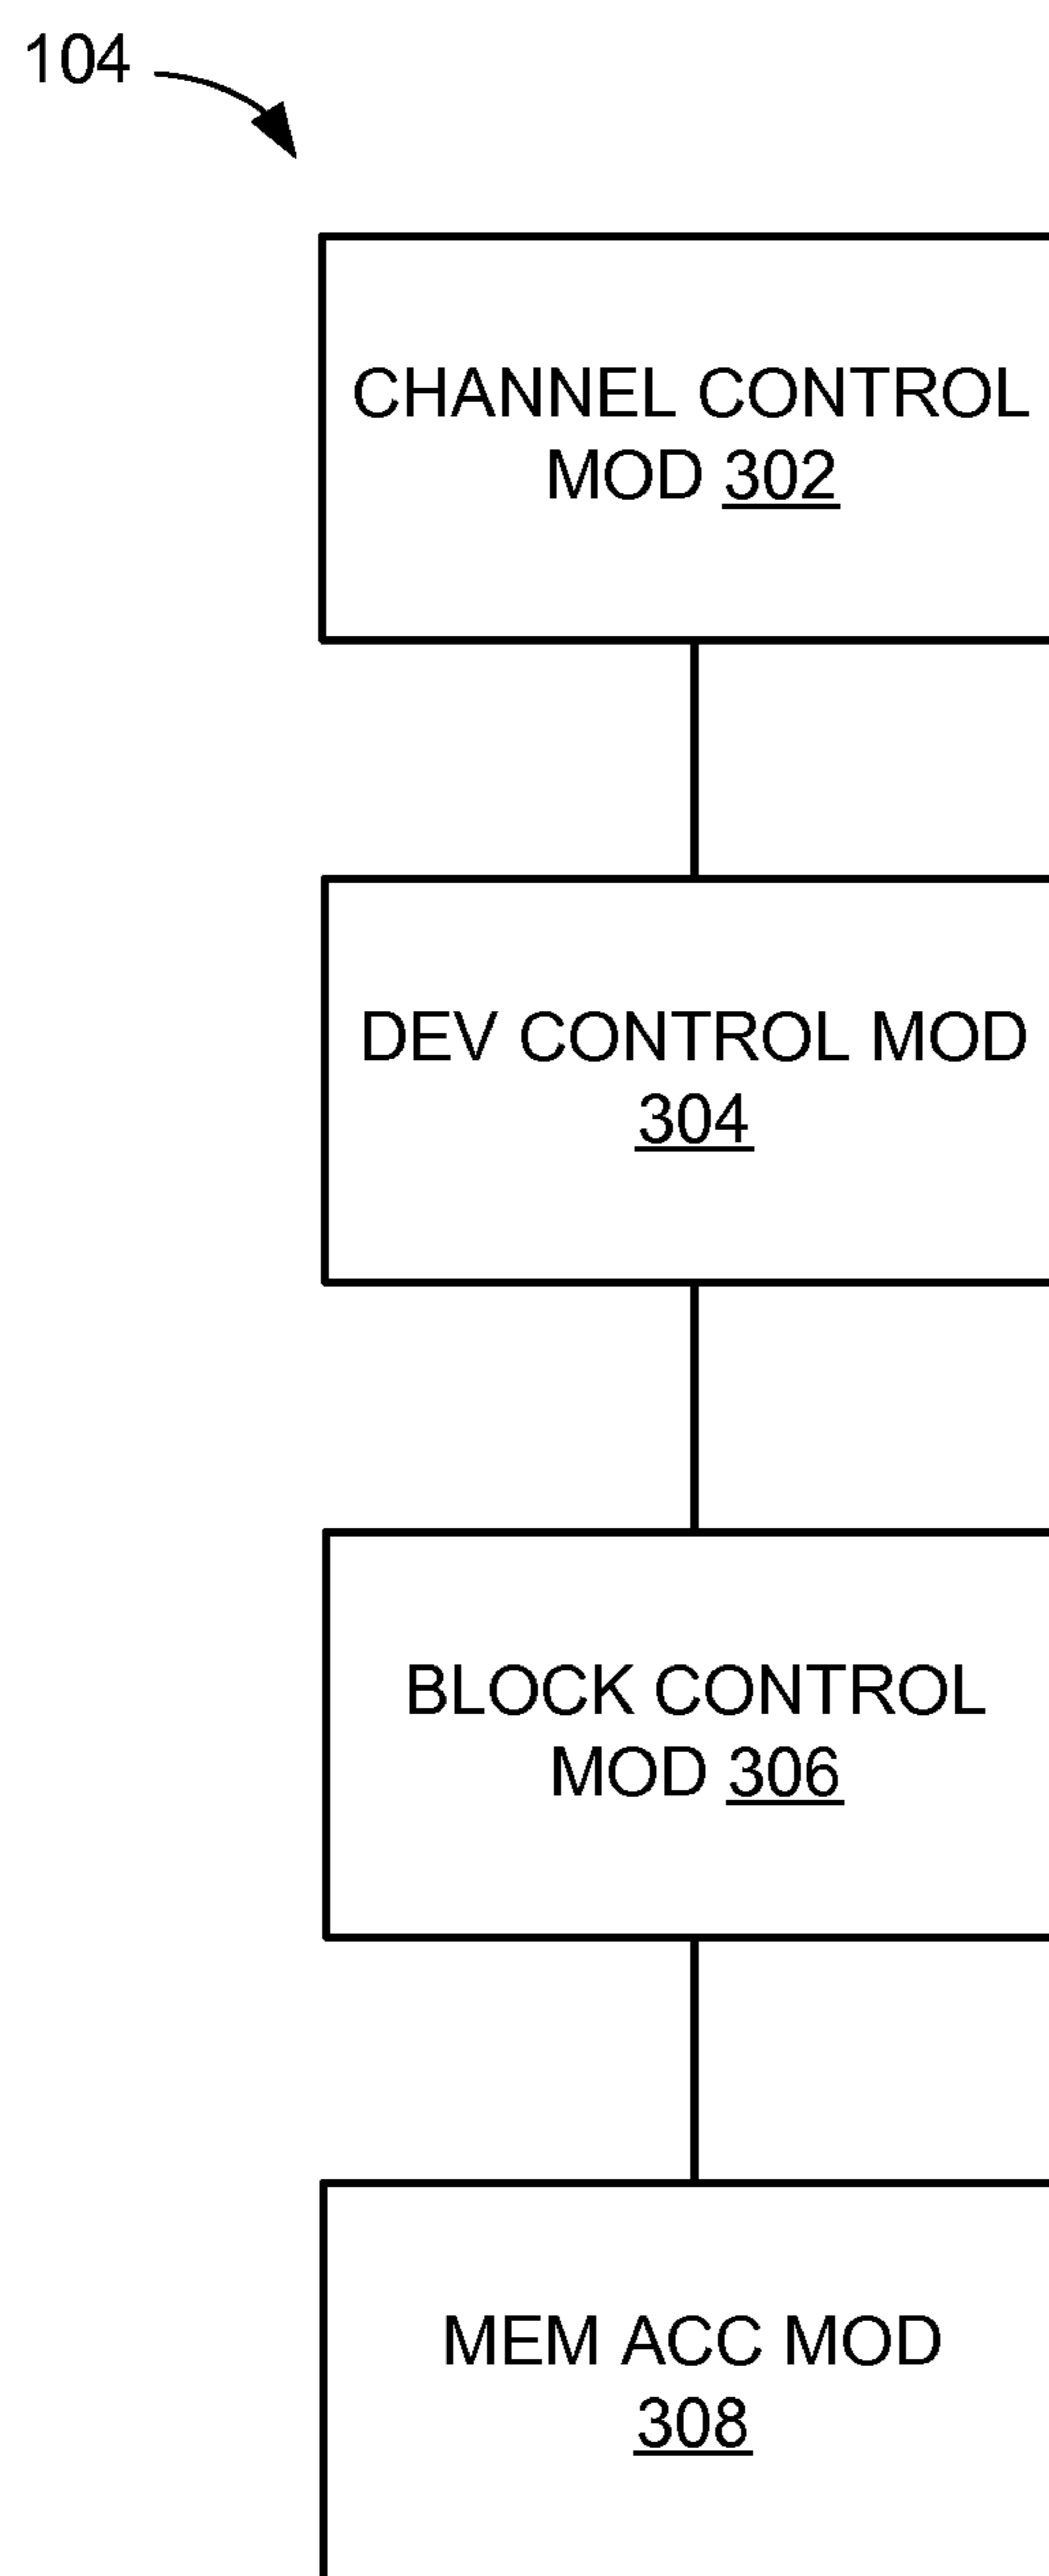 104
CHANNEL CONTROL
MOD 302
DEV CONTROL MOD
304
BLOCK CONTROL
MOD 306
MEM ACC MOD
308